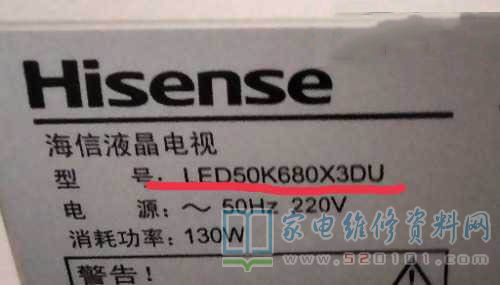 Hisense
海信液晶电视
型 号: LED50K680X3DU
电 源: ～ 50Hz 220V
消耗功率: 130W
家电维修资料网
www.520101.com
警告!